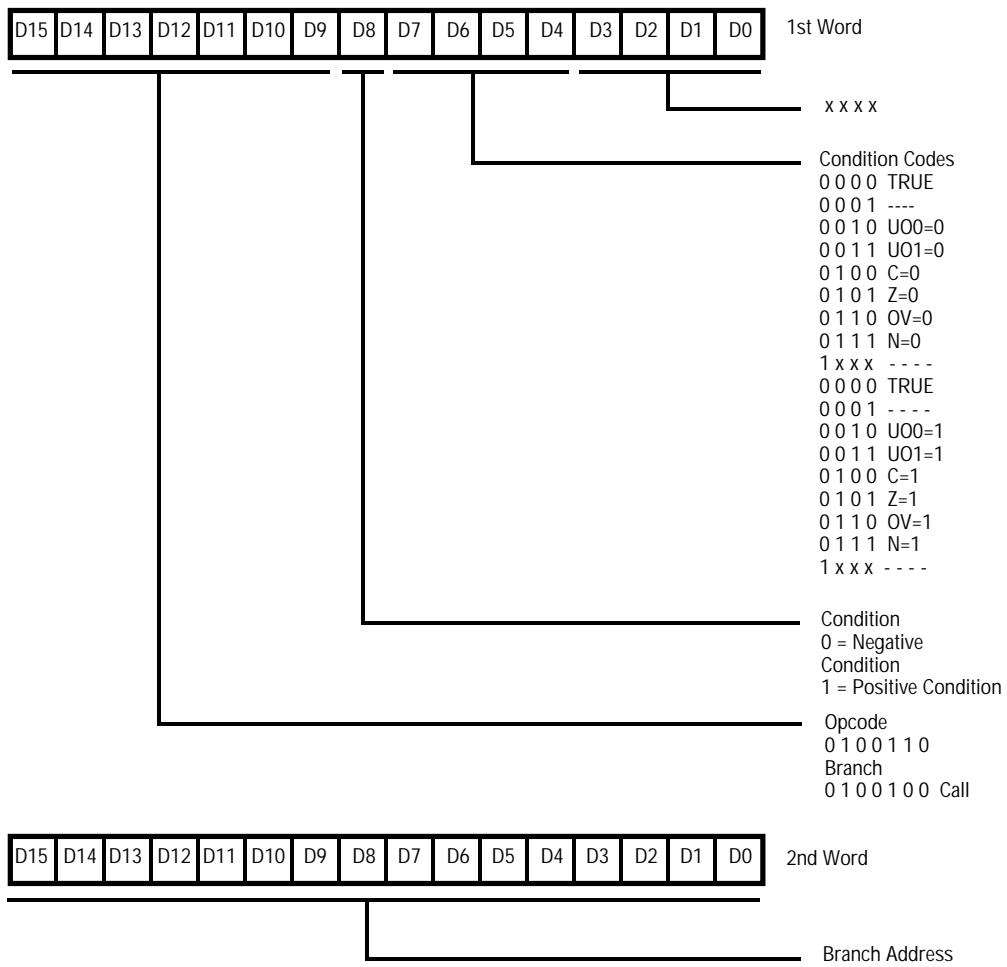 D15 D14 D13 D12 D11 D10 D9 D8 D7 D6 D5 D4 D3 D2 D1 D0 1st Word
x x x x
Condition Codes
0 0 0 0 TRUE
0 0 0 1 ----
0 0 1 0 UO0=0
0 0 1 1 UO1=0
0 1 0 0 C=0
0 1 0 1 Z=0
0 1 1 0 OV=0
0 1 1 1 N=0
1 x x x - - - -
0 0 0 0 TRUE
0 0 0 1 - - - -
0 0 1 0 UO0=1
0 0 1 1 UO1=1
0 1 0 0 C=1
0 1 0 1 Z=1
0 1 1 0 OV=1
0 1 1 1 N=1
1 x x x - - - -
Condition
0 = Negative
Condition
1 = Positive Condition
Opcode
0 1 0 0 1 1 0
Branch
0 1 0 0 1 0 0 Call
D15 D14 D13 D12 D11 D10 D9 D8 D7 D6 D5 D4 D3 D2 D1 D0 2nd Word
Branch Address